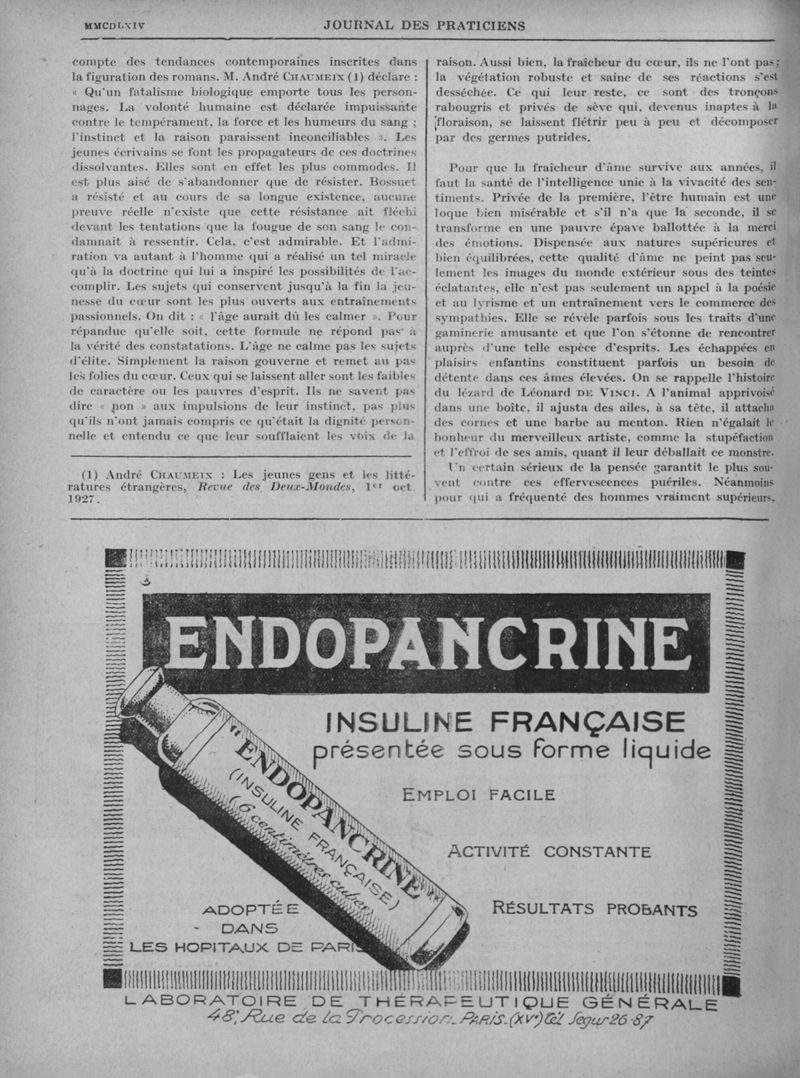 MMCDLXIV
JOURNAL DES PRATICIENS
compte des tendances contemporaines inscrites dans
la figuration des romans. M. André CHAUMEIX (1) déclare :
« Qu'un fatalisme biologique emporte tous les person-
nages. La volonté humaine est déclarée impuissante
contre le tempérament, la force et les humeurs du sang ;
l'instinct et la raison paraissent inconciliables ». Les
jeunes écrivains se font les propagateurs de ces doctrines
dissolvantes. Elles sont en effet les plus commodes. Il
est plus aisé de s'abandonner que de résister. Bossuet
a résisté et au cours de sa longue existence, aucune
preuve réelle n'existe que cette résistance ait fléchi
devant les tentations que la fougue de son sang le con-
damnait à ressentir. Cela, c'est admirable. Et l'admi-
ration va autant à l'homme qui a réalisé un tel miracle
qu'à la doctrine qui lui a inspiré les possibilités de l'ac-
complir. Les sujets qui conservent jusqu'à la fin la jeu-
nesse du cœur sont les plus ouverts aux entraînements
passionnels. On dit : « l'âge aurait dû les calmer ». Pour
répandue qu'elle soit, cette formule ne répond pas à
la vérité des constatations. L'âge ne calme pas les sujets
d'élite. Simplement la raison gouverne et remet au pas
les folies du cœur. Ceux qui se laissent aller sont les faibles
de caractère ou les pauvres d'esprit. Ils ne savent pas
dire « non » aux impulsions de leur instinct, pas plus
qu'ils n'ont jamais compris ce qu'était la dignité person-
nelle et entendu ce que leur soufflaient les voix de la
(1) André CHAUMEIX : Les jeunes gens et les litté-
ratures étrangères, Revue des Deux-Mondes, 1er oct.
1927.
raison. Aussi bien, la fraîcheur du cœur, ils ne l'ont pas ;
la végétation robuste et saine de ses réactions s'est
desséchée. Ce qui leur reste, ce sont des tronçons
rabougris et privés de sève qui, devenus inaptes à la
floraison, se laissent flétrir peu à peu et décomposer
par des germes putrides.
Pour que la fraîcheur d'âme survive aux années, il
faut la santé de l'intelligence unie à la vivacité des sen-
timents. Privée de la première, l'être humain est une
loque bien misérable et s'il n'a que la seconde, il se
transforme en une pauvre épave ballottée à la merci
des émotions. Dispensée aux natures supérieures et
bien équilibrées, cette qualité d'âme ne peint pas seu-
lement les images du monde extérieur sous des teintes
éclatantes, elle n'est pas seulement un appel à la poésie
et au lyrisme et un entraînement vers le commerce des
sympathies. Elle se révèle parfois sous les traits d'une
gaminerie amusante et que l'on s'étonne de rencontrer
auprès d'une telle espèce d'esprits. Les échappées en
plaisirs enfantins constituent parfois un besoin de
détente dans ces âmes élevées. On se rappelle l'histoire
du lézard de Léonard DE VINCI. A l'animal apprivoisé
dans une boîte, il ajusta des ailes, à sa tête, il attacha
des cornes et une barbe au menton. Rien n'égalait le
bonheur du merveilleux artiste, comme la stupéfaction
et l'effroi de ses amis, quant il leur déballait ce monstre.
Un certain sérieux de la pensée garantit le plus sou-
vent contre ces effervescences puériles. Néanmoins
pour qui a fréquenté des hommes vraiment supérieurs,
ENDOPANCRINE
INSULINE FRANÇAISE
présentée sous forme liquide
EMPLOI FACILE
ACTIVITÉ CONSTANTE
RÉSULTATS PROBANTS
"ENDOPANCRINE"
(INSULINE FRANÇAISE)
(6 centimètres cubes)
ADOPTÉE
DANS
LES HOPITAUX DE PARIS
LABORATOIRE DE THÉRAPEUTIQUE GÉNÉRALE
48, Rue de la Procession. PARIS. (XVe) Tél. Ségur 26-87